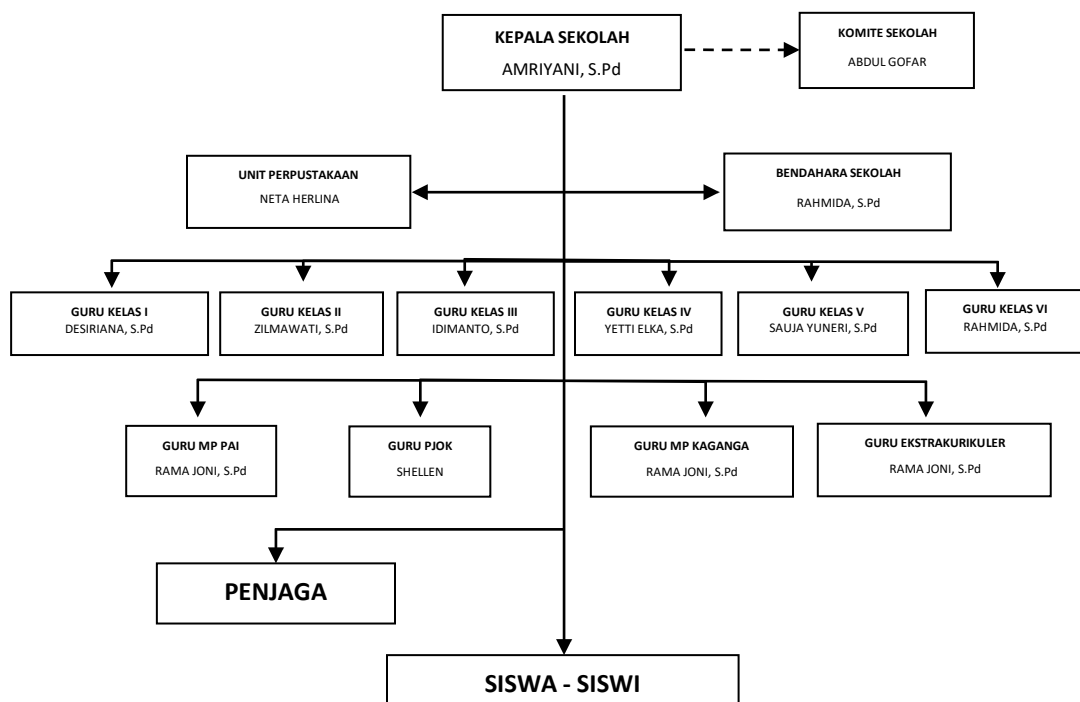 KEPALA SEKOLAH
AMRIYANI, S.Pd
KOMITE SEKOLAH
ABDUL GOFAR
UNIT PERPUSTAKAAN
NETA HERLINA
BENDAHARA SEKOLAH
RAHMIDA, S.Pd
GURU KELAS I
DESIRIANA, S.Pd
GURU KELAS II
ZILMAWATI, S.Pd
GURU KELAS III
IDIMANTO, S.Pd
GURU KELAS IV
YETTI ELKA, S.Pd
GURU KELAS V
SAUJA YUNERI, S.Pd
GURU KELAS VI
RAHMIDA, S.Pd
GURU MP PAI
RAMA JONI, S.Pd
GURU PJOK
SHELLEN
GURU MP KAGANGA
RAMA JONI, S.Pd
GURU EKSTRAKURIKULER
RAMA JONI, S.Pd
PENJAGA
SISWA - SISWI